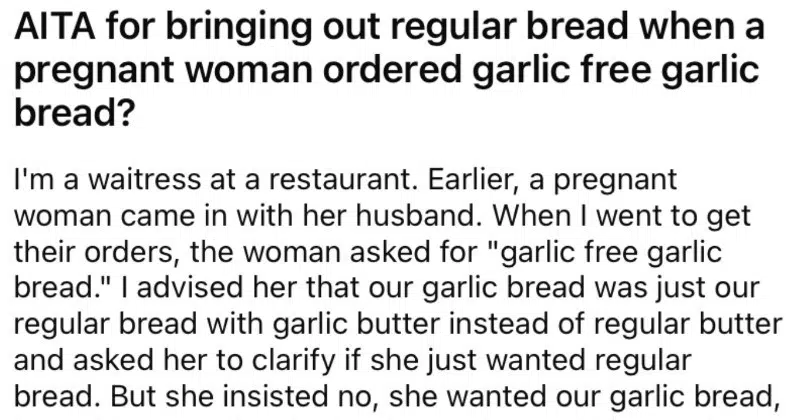 AITA for bringing out regular bread when a
pregnant woman ordered garlic free garlic
bread?
I'm a waitress at a restaurant. Earlier, a pregnant
woman came in with her husband. When I went to get
their orders, the woman asked for "garlic free garlic
bread." I advised her that our garlic bread was just our
regular bread with garlic butter instead of regular butter
and asked her to clarify if she just wanted regular
bread. But she insisted no, she wanted our garlic bread,